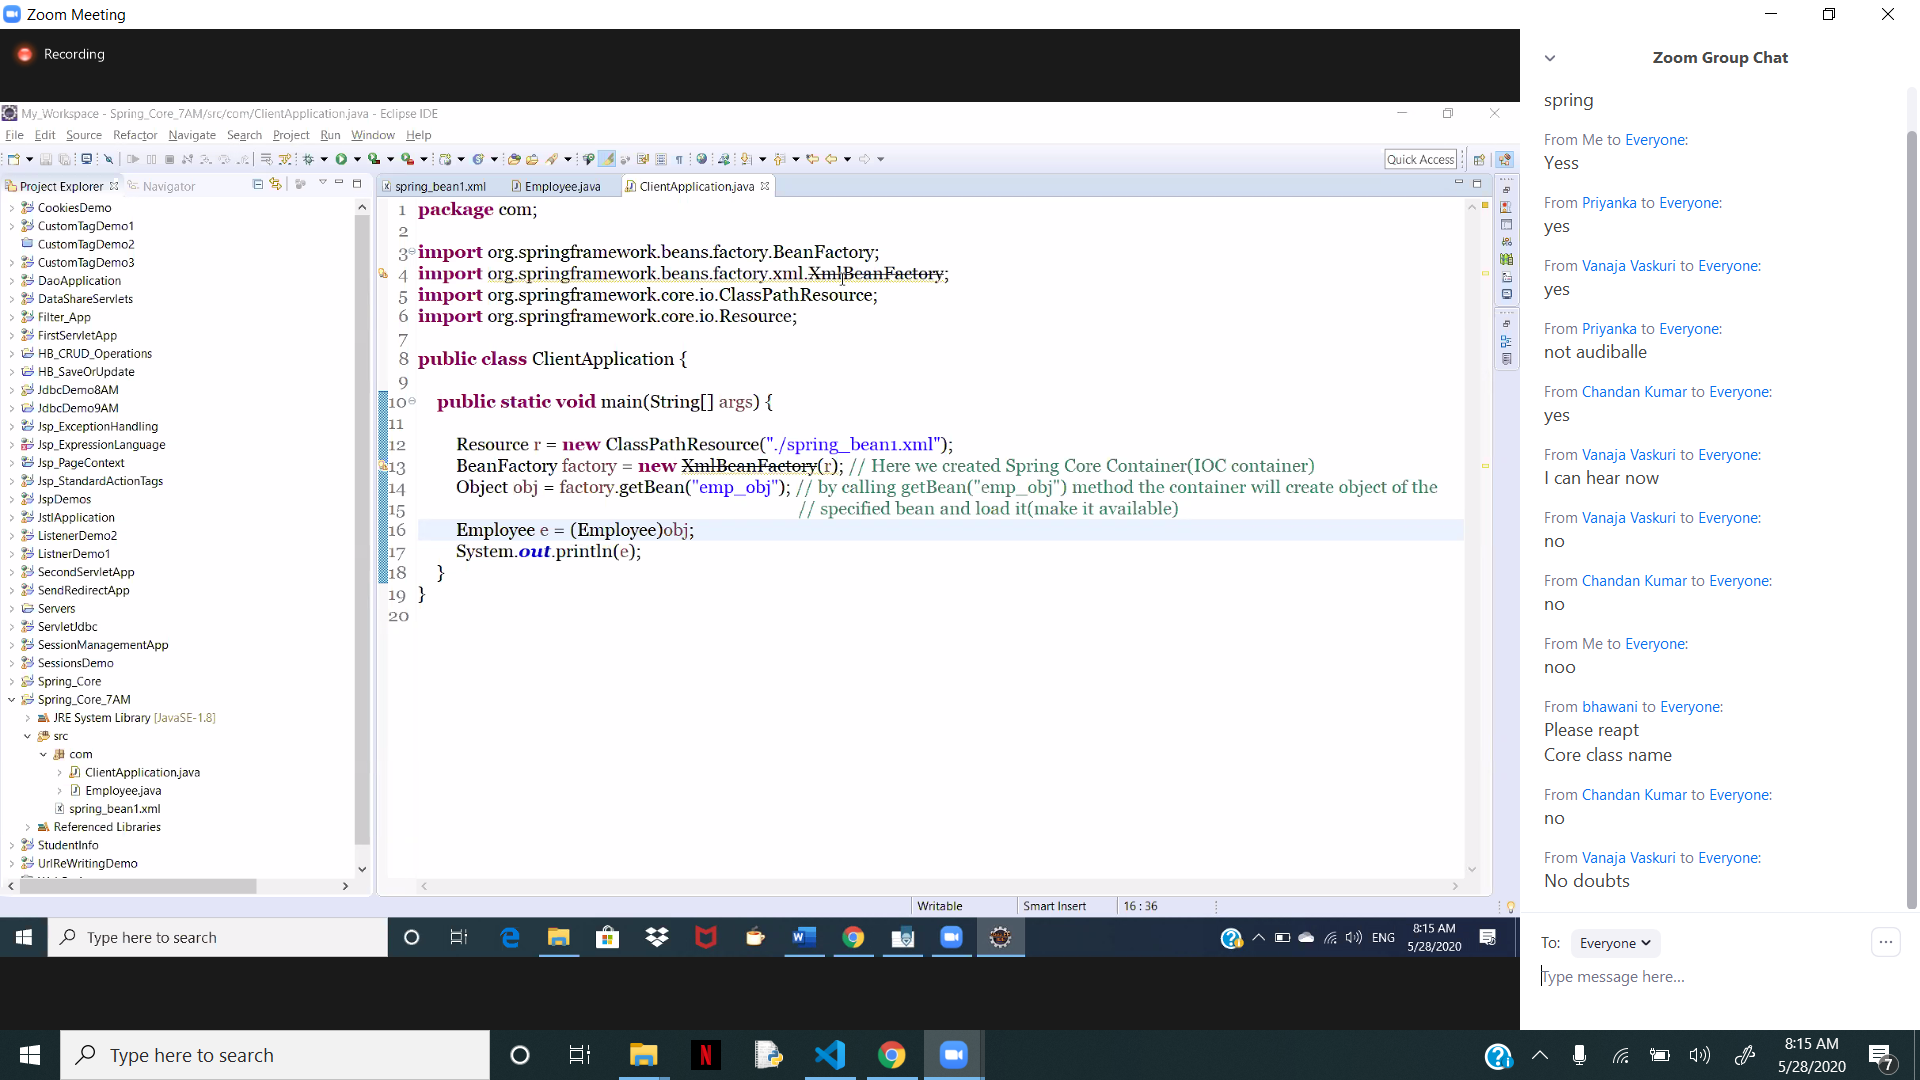 Zoom Meeting
Recording
My_Workspace - Spring_Core_7AM/src/com/ClientApplication.java - Eclipse IDE
File Edit Source Refactor Navigate Search Project Run Window Help
Quick Access
Project Explorer
Navigator
CookiesDemo
CustomTagDemo1
CustomTagDemo2
CustomTagDemo3
DaoApplication
DataShareServlets
Filter_App
FirstServletApp
HB_CRUD_Operations
HB_SaveOrUpdate
JdbcDemo8AM
JdbcDemo9AM
Jsp_ExceptionHandling
Jsp_ExpressionLanguage
Jsp_PageContext
Jsp_StandardActionTags
JspDemos
JstlApplication
ListenerDemo2
ListnerDemo1
SecondServletApp
SendRedirectApp
Servers
ServletJdbc
SessionManagementApp
SessionsDemo
Spring_Core
Spring_Core_7AM
JRE System Library [JavaSE-1.8]
src
com
ClientApplication.java
Employee.java
spring_bean1.xml
Referenced Libraries
StudentInfo
UrlReWritingDemo
spring_bean1.xml Employee.java ClientApplication.java
1 package com;
2
3 import org.springframework.beans.factory.BeanFactory;
4 import org.springframework.beans.factory.xml.XmlBeanFactory;
5 import org.springframework.core.io.ClassPathResource;
6 import org.springframework.core.io.Resource;
7
8 public class ClientApplication {
9
10 public static void main(String[] args) {
11
12 Resource r = new ClassPathResource("./spring_bean1.xml");
13 BeanFactory factory = new XmlBeanFactory(r); // Here we created Spring Core Container(IOC container)
14 Object obj = factory.getBean("emp_obj"); // by calling getBean("emp_obj") method the container will create object of the
15 // specified bean and load it(make it available)
16 Employee e = (Employee)obj;
17 System.out.println(e);
18 }
19 }
20
Writable
Smart Insert
16 : 36
Type here to search
ENG
8:15 AM
5/28/2020
Zoom Group Chat
spring
From Me to Everyone:
Yess
From Priyanka to Everyone:
yes
From Vanaja Vaskuri to Everyone:
yes
From Priyanka to Everyone:
not audiballe
From Chandan Kumar to Everyone:
yes
From Vanaja Vaskuri to Everyone:
I can hear now
From Vanaja Vaskuri to Everyone:
no
From Chandan Kumar to Everyone:
no
From Me to Everyone:
noo
From bhawani to Everyone:
Please reapt
Core class name
From Chandan Kumar to Everyone:
no
From Vanaja Vaskuri to Everyone:
No doubts
To: Everyone
Type message here...
Type here to search
N
8:15 AM
5/28/2020
7